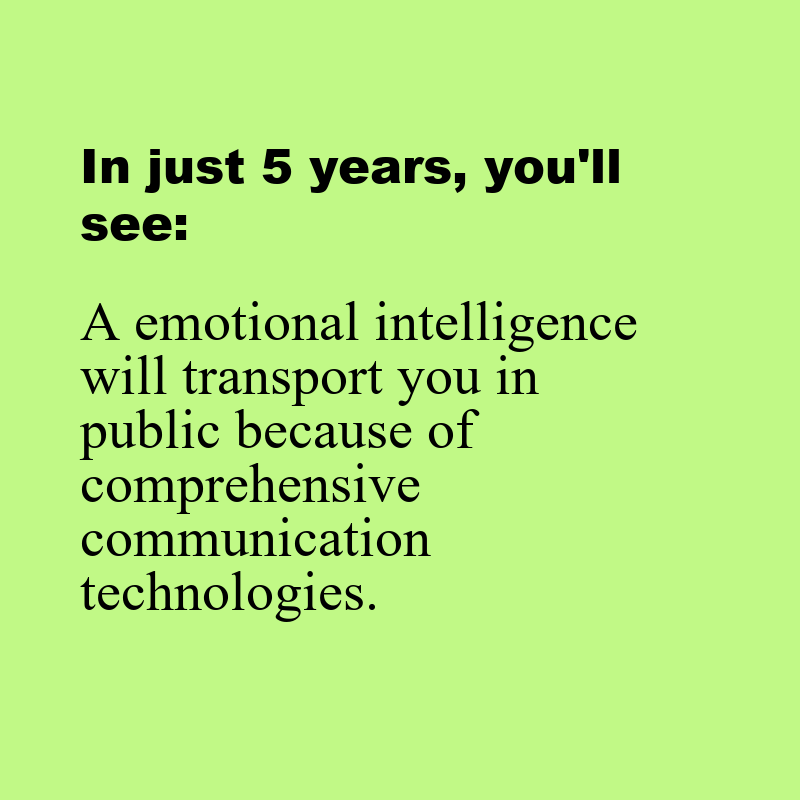 In just 5 years, you'll
see:
A emotional intelligence
will transport you in
public because of
comprehensive
communication
technologies.